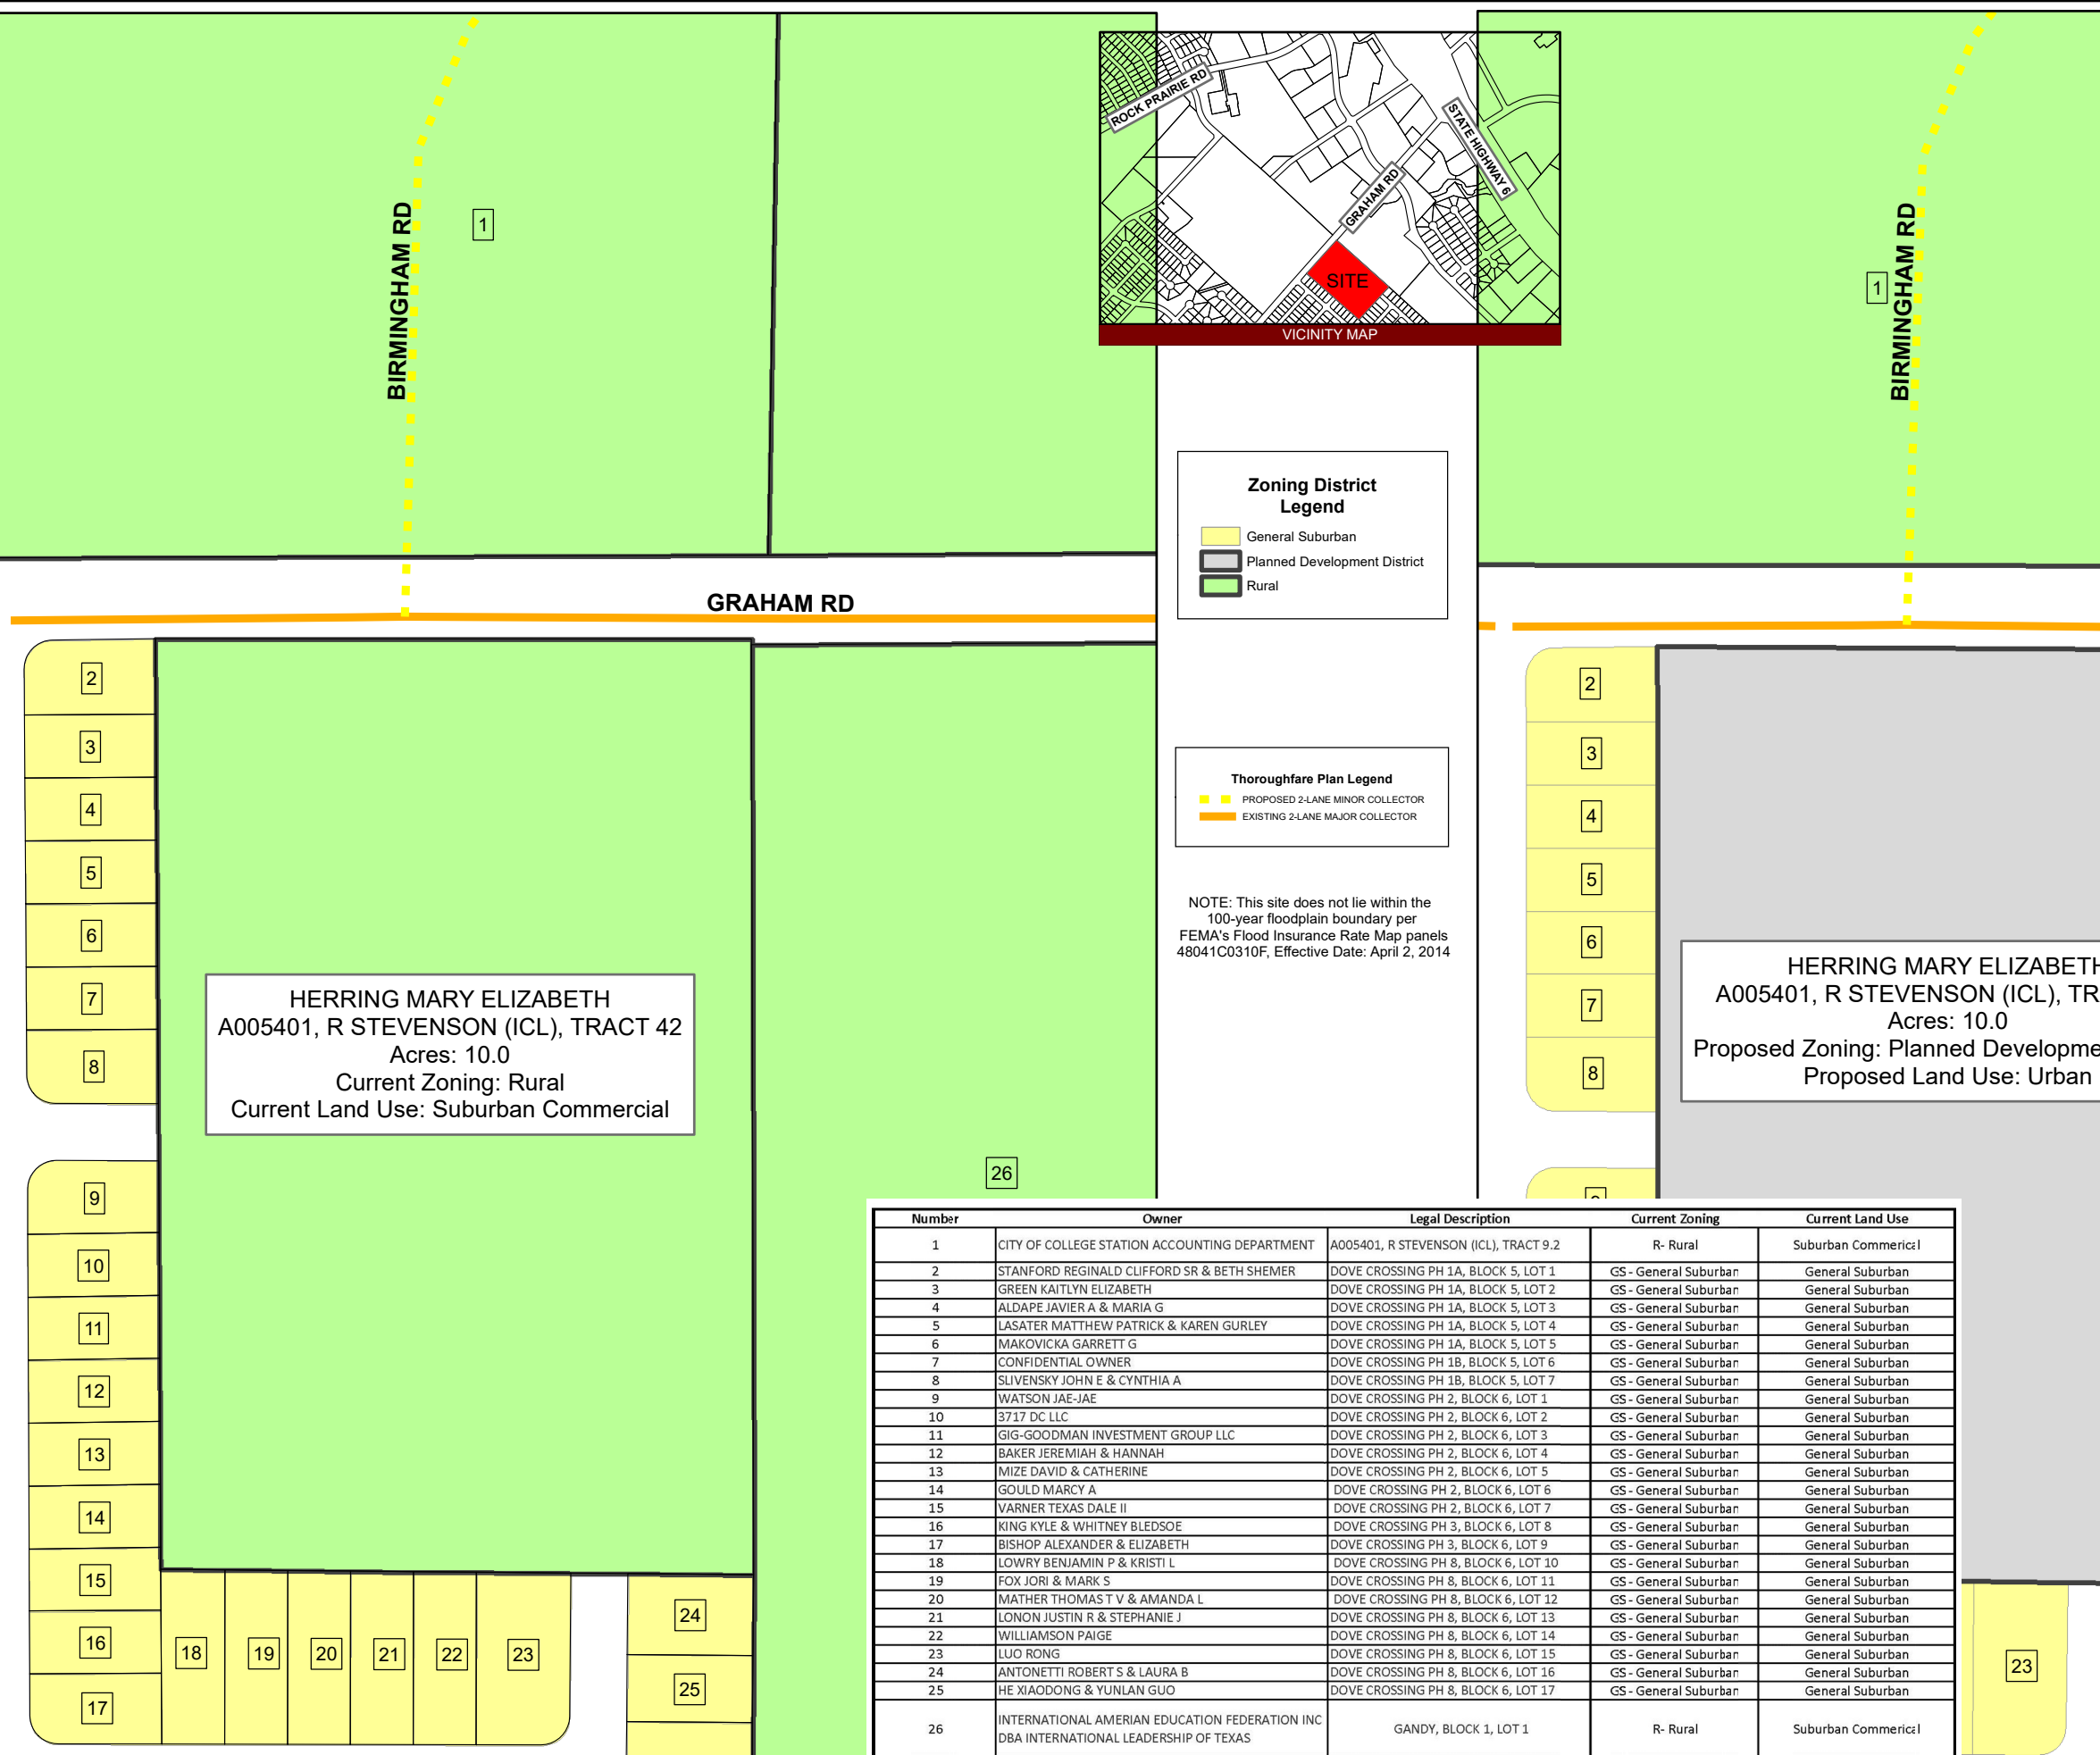 BIRMINGHAM RD
1
GRAHAM RD
2
3
4
5
6
7
8
9
10
11
12
13
14
15
16
17
18
19
20
21
22
23
24
25
26
HERRING MARY ELIZABETH
A005401, R STEVENSON (ICL), TRACT 42
Acres: 10.0
Current Zoning: Rural
Current Land Use: Suburban Commercial
ROCK PRAIRIE RD
STATE HIGHWAY 6
GRAHAM RD
SITE
VICINITY MAP
Zoning District
Legend
General Suburban
Planned Development District
Rural
Thoroughfare Plan Legend
PROPOSED 2-LANE MINOR COLLECTOR
EXISTING 2-LANE MAJOR COLLECTOR
NOTE: This site does not lie within the
100-year floodplain boundary per
FEMA's Flood Insurance Rate Map panels
48041C0310F, Effective Date: April 2, 2014
BIRMINGHAM RD
1
2
3
4
5
6
7
8
23
HERRING MARY ELIZABETH
A005401, R STEVENSON (ICL), TR
Acres: 10.0
Proposed Zoning: Planned Developme
Proposed Land Use: Urban
Number Owner Legal Description Current Zoning Current Land Use
1 CITY OF COLLEGE STATION ACCOUNTING DEPARTMENT A005401, R STEVENSON (ICL), TRACT 9.2 R- Rural Suburban Commerical
2 STANFORD REGINALD CLIFFORD SR & BETH SHEMER DOVE CROSSING PH 1A, BLOCK 5, LOT 1 GS - General Suburban General Suburban
3 GREEN KAITLYN ELIZABETH DOVE CROSSING PH 1A, BLOCK 5, LOT 2 GS - General Suburban General Suburban
4 ALDAPE JAVIER A & MARIA G DOVE CROSSING PH 1A, BLOCK 5, LOT 3 GS - General Suburban General Suburban
5 LASATER MATTHEW PATRICK & KAREN GURLEY DOVE CROSSING PH 1A, BLOCK 5, LOT 4 GS - General Suburban General Suburban
6 MAKOVICKA GARRETT G DOVE CROSSING PH 1A, BLOCK 5, LOT 5 GS - General Suburban General Suburban
7 CONFIDENTIAL OWNER DOVE CROSSING PH 1B, BLOCK 5, LOT 6 GS - General Suburban General Suburban
8 SLIVENSKY JOHN E & CYNTHIA A DOVE CROSSING PH 1B, BLOCK 5, LOT 7 GS - General Suburban General Suburban
9 WATSON JAE-JAE DOVE CROSSING PH 2, BLOCK 6, LOT 1 GS - General Suburban General Suburban
10 3717 DC LLC DOVE CROSSING PH 2, BLOCK 6, LOT 2 GS - General Suburban General Suburban
11 GIG-GOODMAN INVESTMENT GROUP LLC DOVE CROSSING PH 2, BLOCK 6, LOT 3 GS - General Suburban General Suburban
12 BAKER JEREMIAH & HANNAH DOVE CROSSING PH 2, BLOCK 6, LOT 4 GS - General Suburban General Suburban
13 MIZE DAVID & CATHERINE DOVE CROSSING PH 2, BLOCK 6, LOT 5 GS - General Suburban General Suburban
14 GOULD MARCY A DOVE CROSSING PH 2, BLOCK 6, LOT 6 GS - General Suburban General Suburban
15 VARNER TEXAS DALE II DOVE CROSSING PH 2, BLOCK 6, LOT 7 GS - General Suburban General Suburban
16 KING KYLE & WHITNEY BLEDSOE DOVE CROSSING PH 3, BLOCK 6, LOT 8 GS - General Suburban General Suburban
17 BISHOP ALEXANDER & ELIZABETH DOVE CROSSING PH 3, BLOCK 6, LOT 9 GS - General Suburban General Suburban
18 LOWRY BENJAMIN P & KRISTI L DOVE CROSSING PH 8, BLOCK 6, LOT 10 GS - General Suburban General Suburban
19 FOX JORI & MARK S DOVE CROSSING PH 8, BLOCK 6, LOT 11 GS - General Suburban General Suburban
20 MATHER THOMAS T V & AMANDA L DOVE CROSSING PH 8, BLOCK 6, LOT 12 GS - General Suburban General Suburban
21 LONON JUSTIN R & STEPHANIE J DOVE CROSSING PH 8, BLOCK 6, LOT 13 GS - General Suburban General Suburban
22 WILLIAMSON PAIGE DOVE CROSSING PH 8, BLOCK 6, LOT 14 GS - General Suburban General Suburban
23 LUO RONG DOVE CROSSING PH 8, BLOCK 6, LOT 15 GS - General Suburban General Suburban
24 ANTONETTI ROBERT S & LAURA B DOVE CROSSING PH 8, BLOCK 6, LOT 16 GS - General Suburban General Suburban
25 HE XIAODONG & YUNLAN GUO DOVE CROSSING PH 8, BLOCK 6, LOT 17 GS - General Suburban General Suburban
26 INTERNATIONAL AMERIAN EDUCATION FEDERATION INC
DBA INTERNATIONAL LEADERSHIP OF TEXAS GANDY, BLOCK 1, LOT 1 R- Rural Suburban Commerical